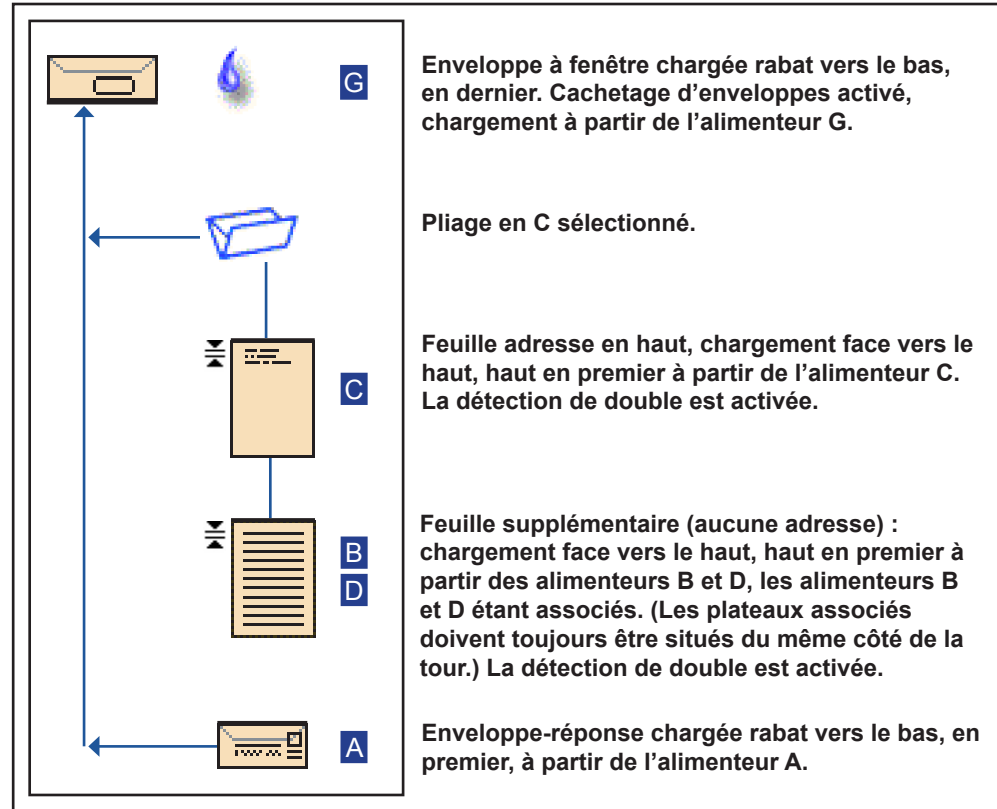 G
Enveloppe à fenêtre chargée rabat vers le bas,
en dernier. Cachetage d’enveloppes activé,
chargement à partir de l’alimenteur G.
Pliage en C sélectionné.
C
Feuille adresse en haut, chargement face vers le
haut, haut en premier à partir de l’alimenteur C.
La détection de double est activée.
B
D
Feuille supplémentaire (aucune adresse) :
chargement face vers le haut, haut en premier à
partir des alimenteurs B et D, les alimenteurs B
et D étant associés. (Les plateaux associés
doivent toujours être situés du même côté de la
tour.) La détection de double est activée.
A
Enveloppe-réponse chargée rabat vers le bas, en
premier, à partir de l’alimenteur A.